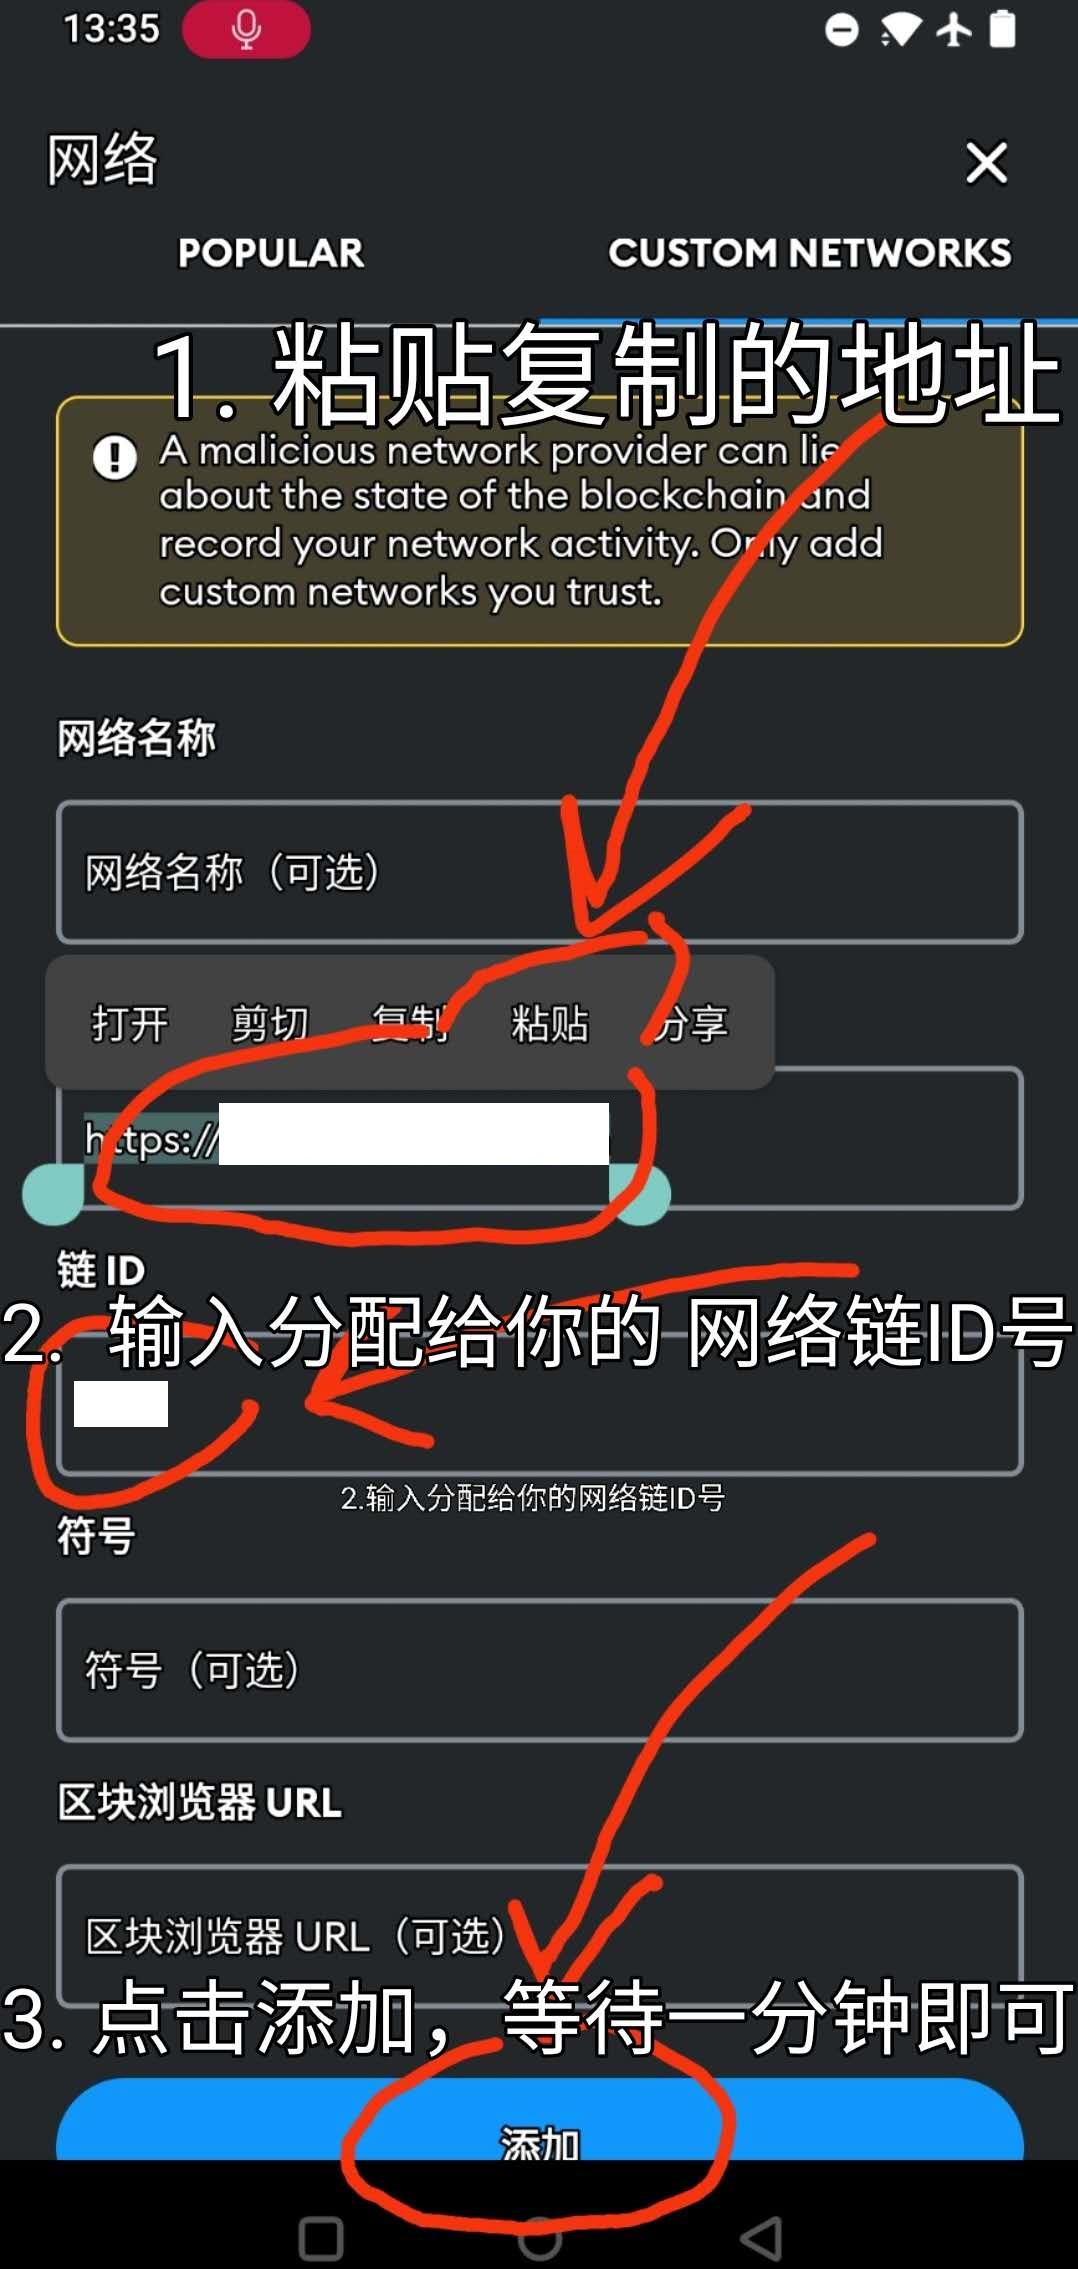 13:35
网络
POPULAR
CUSTOM NETWORKS
1. 粘贴复制的地址
A malicious network provider can lie
about the state of the blockchain and
record your network activity. Only add
custom networks you trust.
网络名称
网络名称（可选）
打开 剪切 复制 粘贴 分享
https://
链 ID
2. 输入分配给你的 网络链ID号
2.输入分配给你的网络链ID号
符号
符号（可选）
区块浏览器 URL
区块浏览器 URL（可选）
3. 点击添加，等待一分钟即可
添加